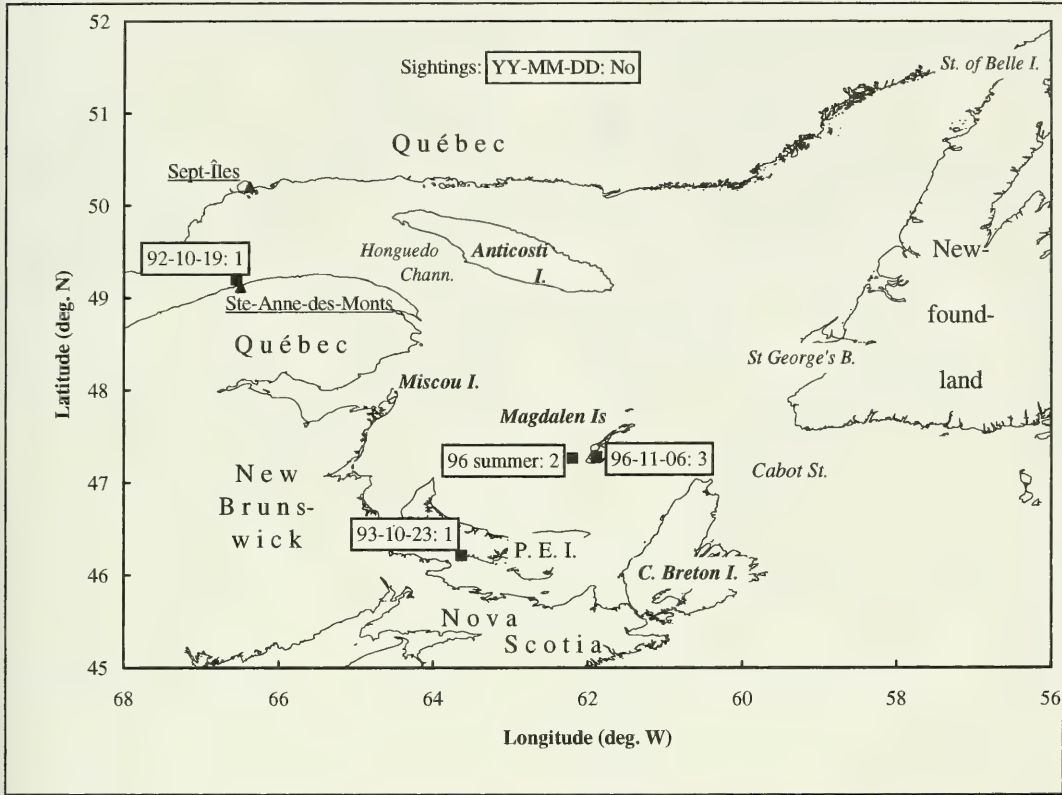 52
51
50
49
48
47
46
45
Latitude (deg. N)
Sightings: YY-MM-DD: No
St. of Belle I.
Québec
Sept-Îles
92-10-19: 1
Honguedo
Chann.
Anticosti
I.
Ste-Anne-des-Monts
Québec
New-
found-
land
St George's B.
Miscou I.
Magdalen Is
96 summer: 2
96-11-06: 3
Cabot St.
New
Bruns-
wick
93-10-23: 1
P. E. I.
C. Breton I.
Nova
Scotia
68
66
64
62
60
58
56
Longitude (deg. W)